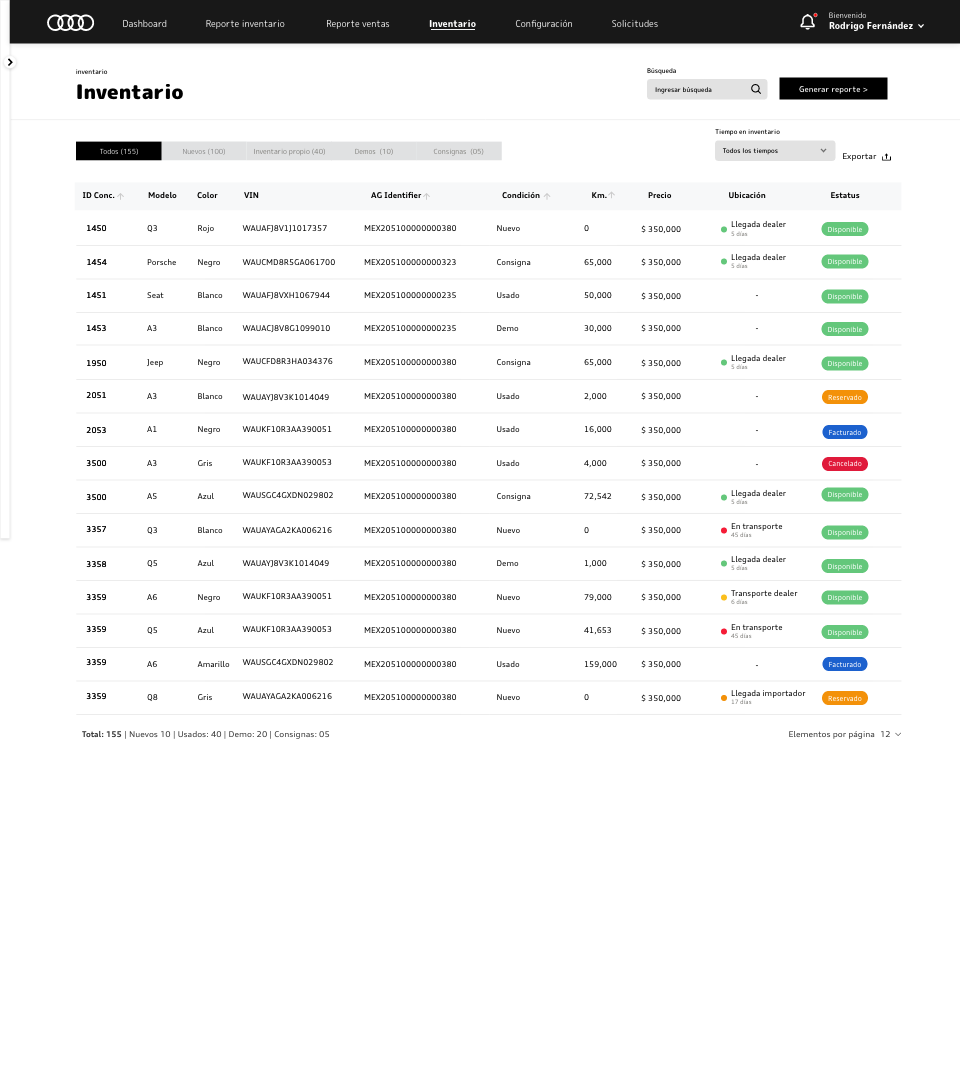 Dashboard Reporte inventario Reporte ventas Inventario Configuración Solicitudes Bienvenido
Rodrigo Fernández
inventario
Inventario
Búsqueda
Ingresar búsqueda
Generar reporte >
Todos (155) Nuevos (100) Inventario propio (40) Demos (10) Consignas (05)
Tiempo en inventario
Todos los tiempos
Exportar
ID Conc. Modelo Color VIN AG Identifier Condición Km. Precio Ubicación Estatus
1450 Q3 Rojo WAUAFJ8V1J1017357 MEX205100000000380 Nuevo 0 $ 350,000 Llegada dealer Disponible
5 días
1454 Porsche Negro WAUCMD8R5GA061700 MEX205100000000323 Consigna 65,000 $ 350,000 Llegada dealer Disponible
5 días
1451 Seat Blanco WAUAFJ8VXH1067944 MEX205100000000235 Usado 50,000 $ 350,000 - Disponible
1453 A3 Blanco WAUACJ8V8G1099010 MEX205100000000235 Demo 30,000 $ 350,000 - Disponible
1950 Jeep Negro WAUCFD8R3HA034376 MEX205100000000380 Consigna 65,000 $ 350,000 Llegada dealer Disponible
5 días
2051 A3 Blanco WAUAYJ8V3K1014049 MEX205100000000380 Usado 2,000 $ 350,000 - Reservado
2053 A1 Negro WAUKF10R3AA390051 MEX205100000000380 Usado 16,000 $ 350,000 - Facturado
3500 A3 Gris WAUKF10R3AA390053 MEX205100000000380 Usado 4,000 $ 350,000 - Cancelado
3500 A5 Azul WAUSGC4GXDN029802 MEX205100000000380 Consigna 72,542 $ 350,000 Llegada dealer Disponible
5 días
3357 Q3 Blanco WAUAYAGA2KA006216 MEX205100000000380 Nuevo 0 $ 350,000 En transporte Disponible
45 días
3358 Q5 Azul WAUAYJ8V3K1014049 MEX205100000000380 Demo 1,000 $ 350,000 Llegada dealer Disponible
5 días
3359 A6 Negro WAUKF10R3AA390051 MEX205100000000380 Nuevo 79,000 $ 350,000 Transporte dealer Disponible
6 días
3359 Q5 Azul WAUKF10R3AA390053 MEX205100000000380 Nuevo 41,653 $ 350,000 En transporte Disponible
45 días
3359 A6 Amarillo WAUSGC4GXDN029802 MEX205100000000380 Usado 159,000 $ 350,000 - Facturado
3359 Q8 Gris WAUAYAGA2KA006216 MEX205100000000380 Nuevo 0 $ 350,000 Llegada importador Reservado
17 días
Total: 155 | Nuevos 10 | Usados: 40 | Demo: 20 | Consignas: 05 Elementos por página 12